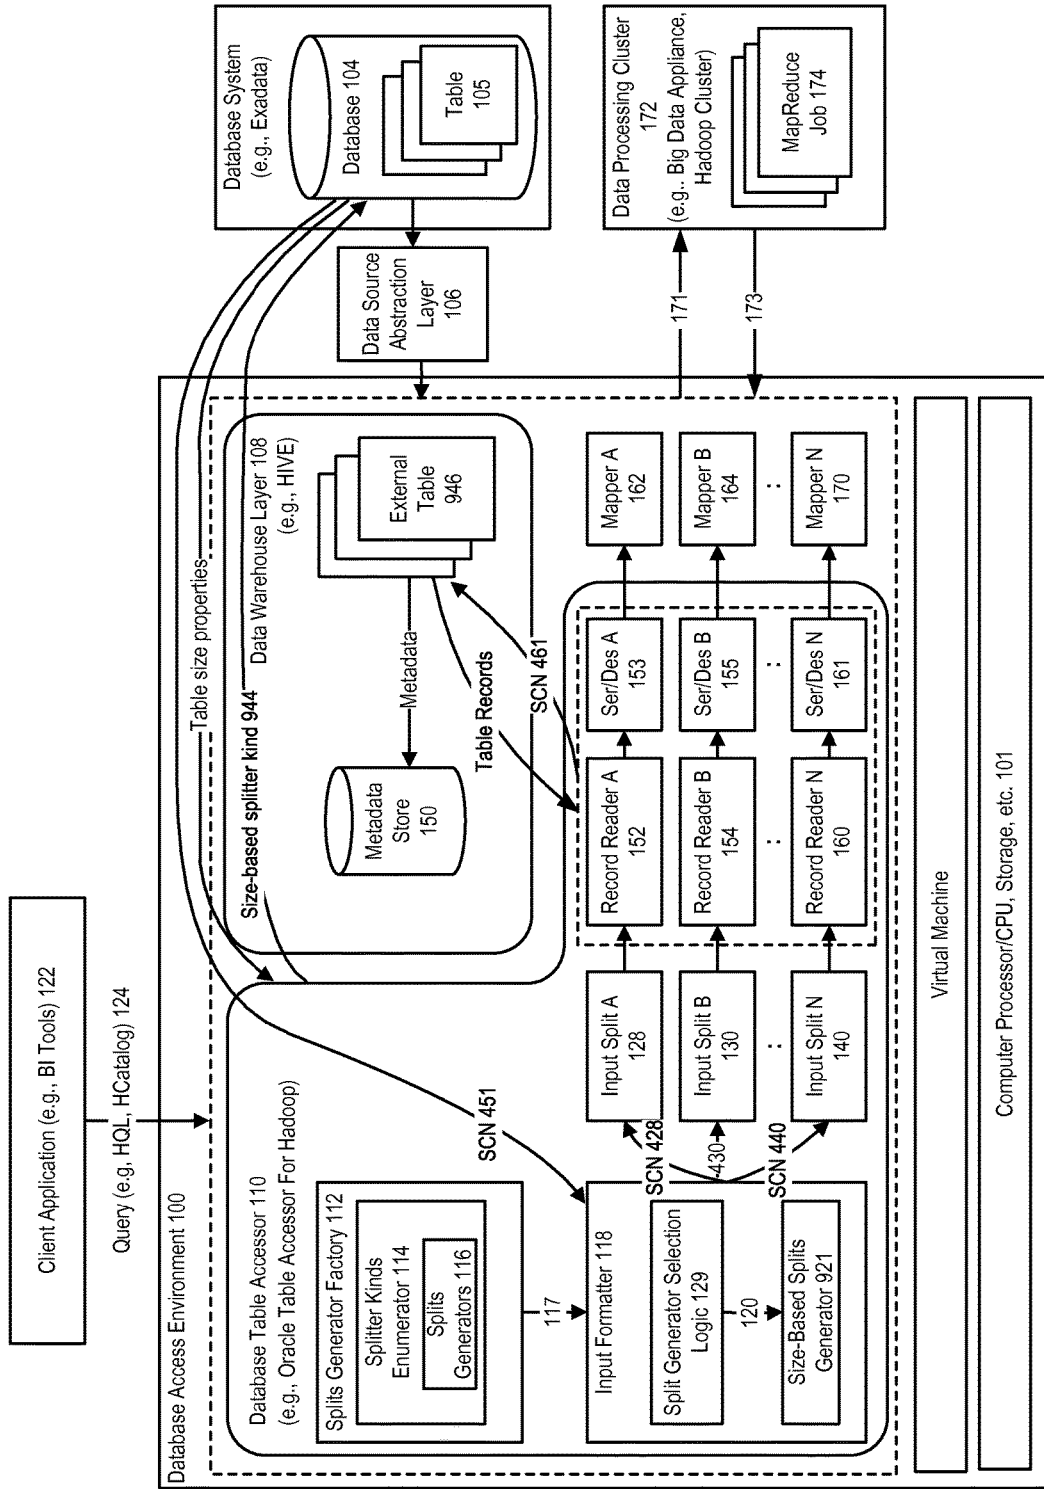 Client Application (e.g., BI Tools) 122
Query (e.g, HQL, HCatalog) 124
Database Access Environment 100
Database Table Accessor 110
(e.g., Oracle Table Accessor For Hadoop)
Splits Generator Factory 112
Splitter Kinds
Enumerator 114
Splits
Generators 116
117
Input Formatter 118
Split Generator Selection
Logic 129
120
Size-Based Splits
Generator 921
SCN 451
SCN 428
430
SCN 440
Input Split A
128
Input Split B
130
:
Input Split N
140
Record Reader A
152
Record Reader B
154
:
Record Reader N
160
Ser/Des A
153
Ser/Des B
155
:
Ser/Des N
161
Mapper A
162
Mapper B
164
:
Mapper N
170
Table size properties
Size-based splitter kind 944
Data Warehouse Layer 108
(e.g., HIVE)
Metadata
Store
150
Metadata
External
Table
946
Table Records
SCN 461
Data Source
Abstraction
Layer
106
Database System
(e.g., Exadata)
Database 104
Table
105
171
173
Data Processing Cluster
172
(e.g.. Big Data Appliance,
Hadoop Cluster)
MapReduce
Job 174
Virtual Machine
Computer Processor/CPU, Storage, etc. 101